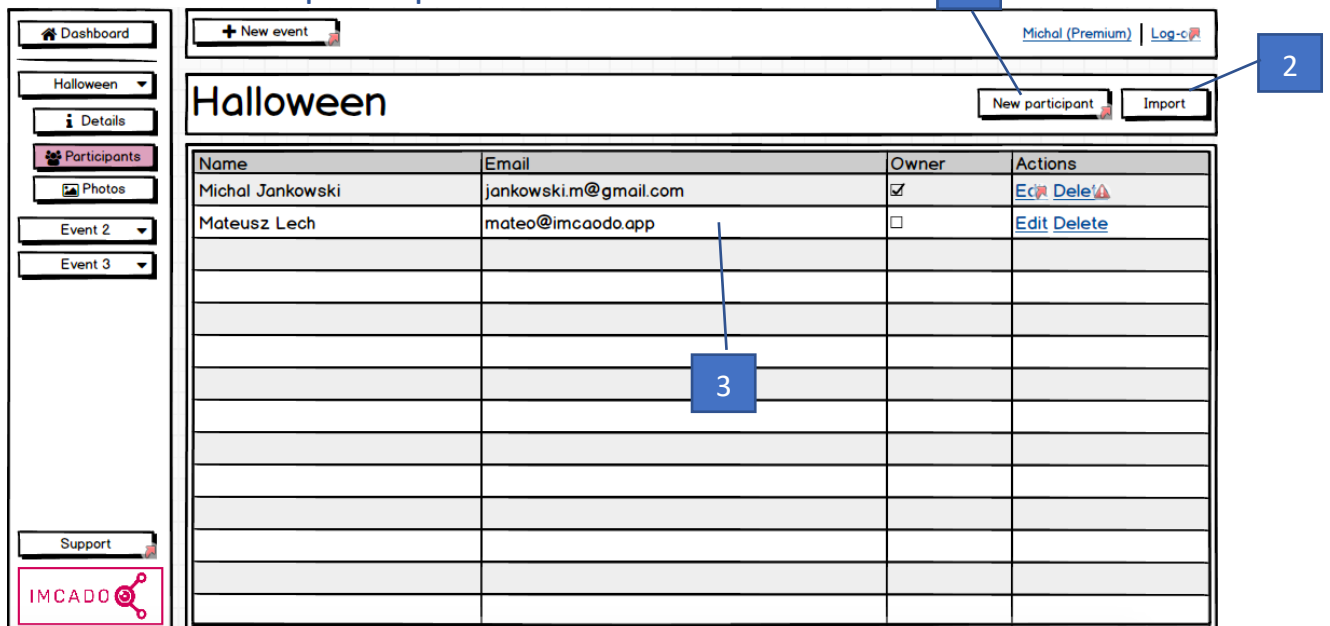 Dashboard
New event
Michal (Premium)
2
Halloween
Halloween
New participant
Import
Details
Participants
Photos
Event 2
Event 3
Name Email Owner Actions
Michal Jankowski jankowski.m@gmail.com
Mateusz Lech mateo@imcaodo.app Edit Delete
3
Support
IMCADO